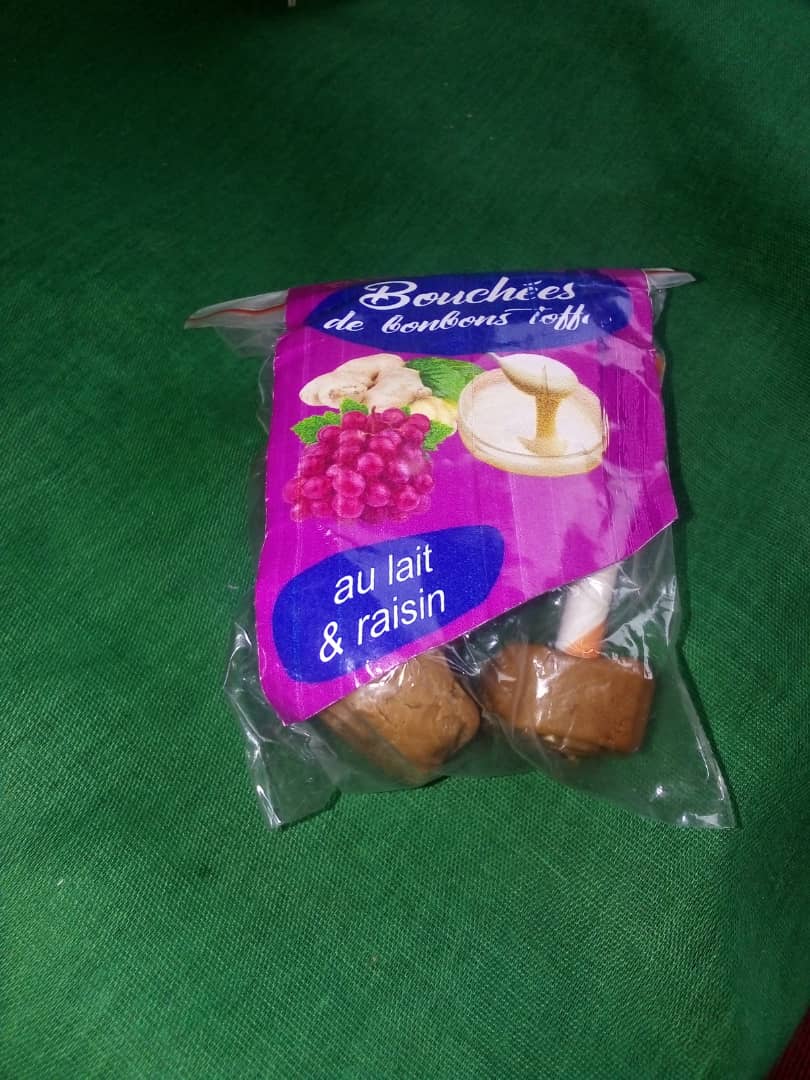 Bouchées
de bonbons
au lait
& raisin